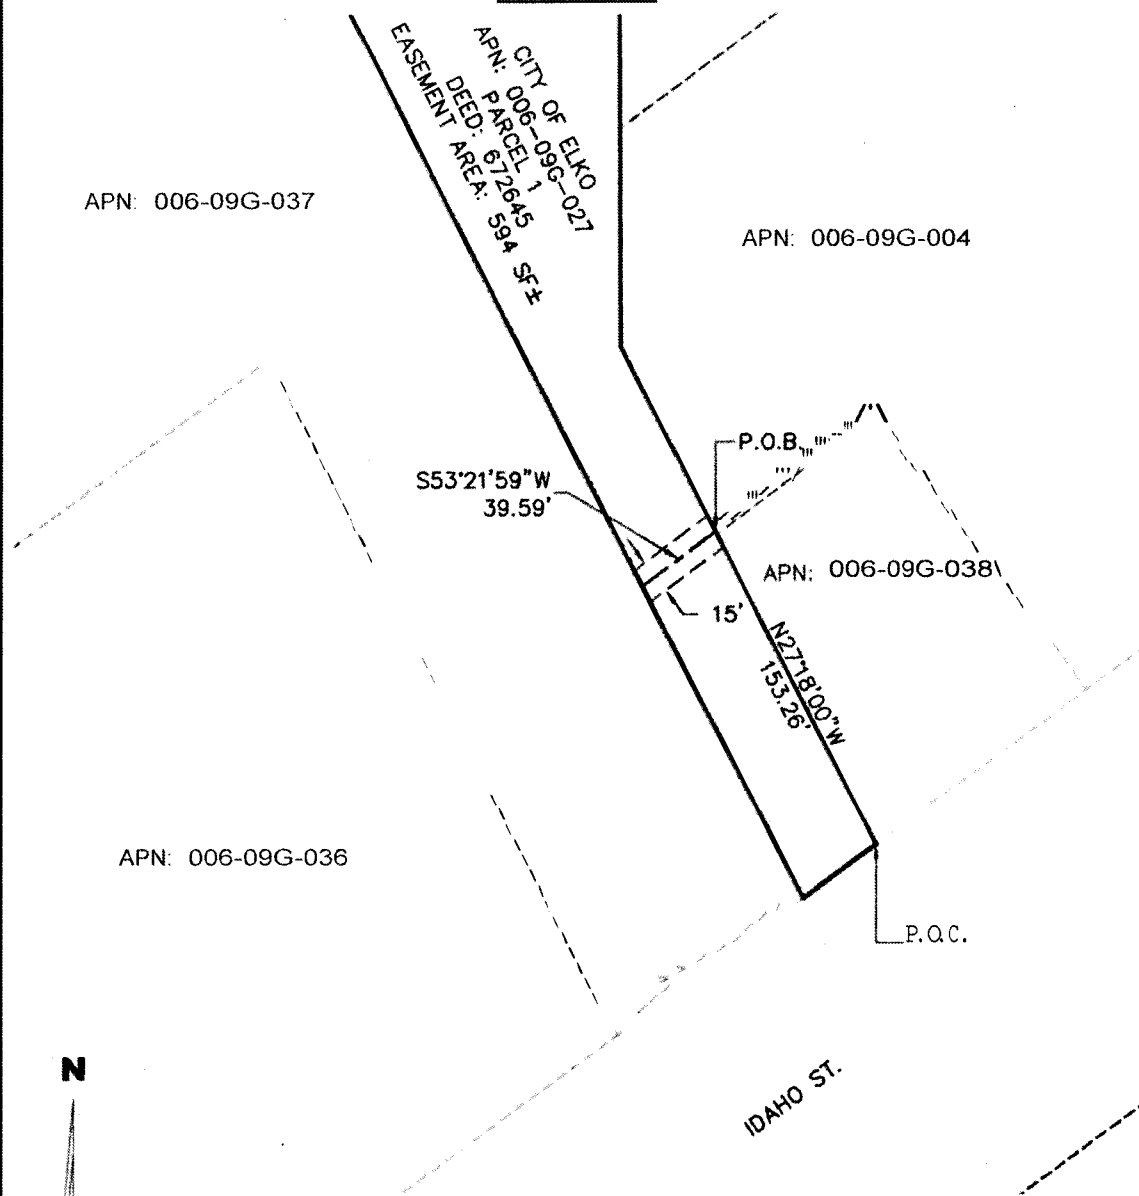 CITY OF ELKO
APN: 006-09G-027
PARCEL 1
DEED: 672645
EASEMENT AREA: 594 SF±
APN: 006-09G-037
APN: 006-09G-004
P.O.B.
S53°21'59"W
39.59'
APN: 006-09G-038
15'
N27°18'00"W
153.26'
APN: 006-09G-036
P.O.C.
N
IDAHO ST.